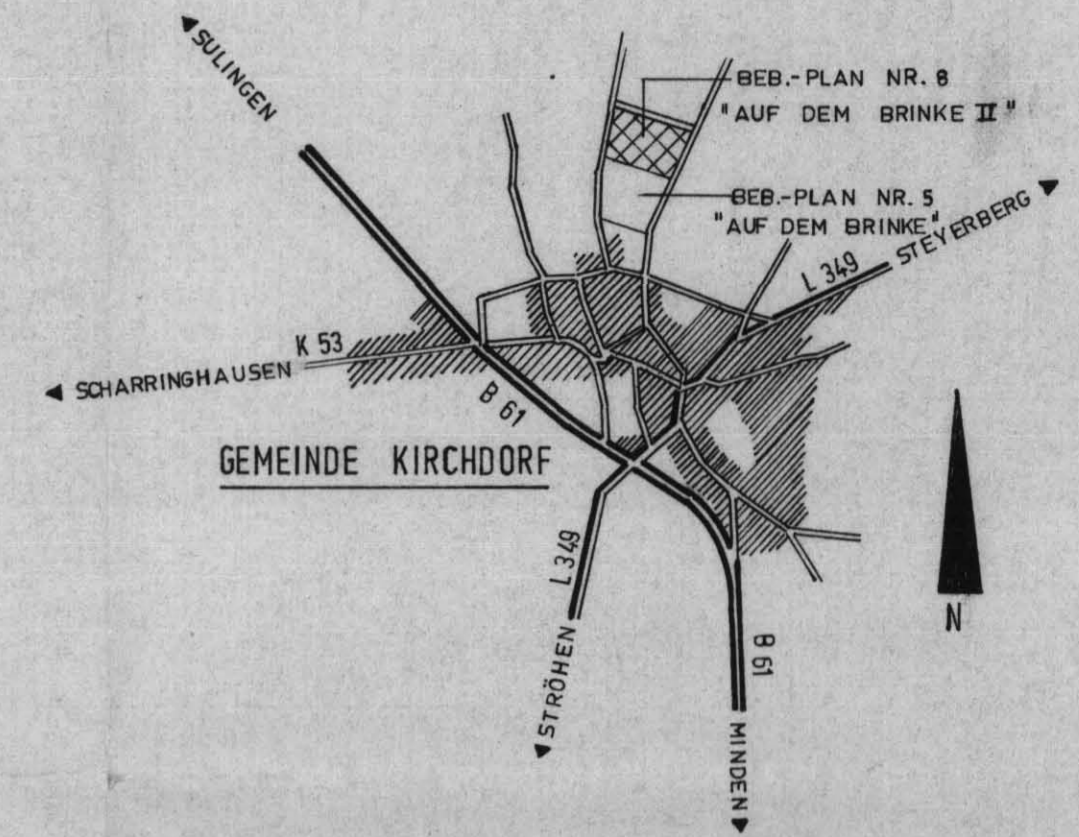 SULINGEN
BEB.-PLAN NR. 8
"AUF DEM BRINKE II"
BEB.-PLAN NR. 5
"AUF DEM BRINKE"
STEYERBERG
L 349
K 53
SCHARRINGHAUSEN
B 61
GEMEINDE KIRCHDORF
L 349
STRÖHEN
B 61
MINDEN
N